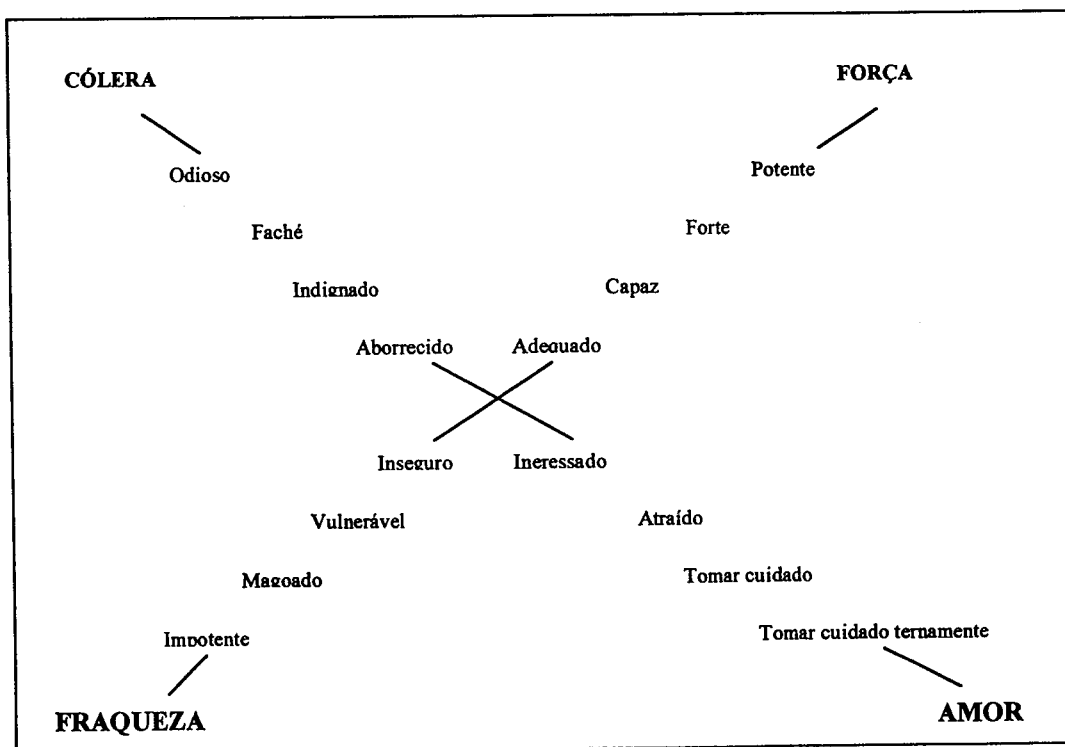 CÓLERA
FORÇA
Odioso
Potente
Faché
Forte
Indignado
Capaz
Aborrecido
Adequado
Inseguro
Ineressado
Vulnerável
Atraído
Magoado
Tomar cuidado
Impotente
Tomar cuidado ternamente
FRAQUEZA
AMOR